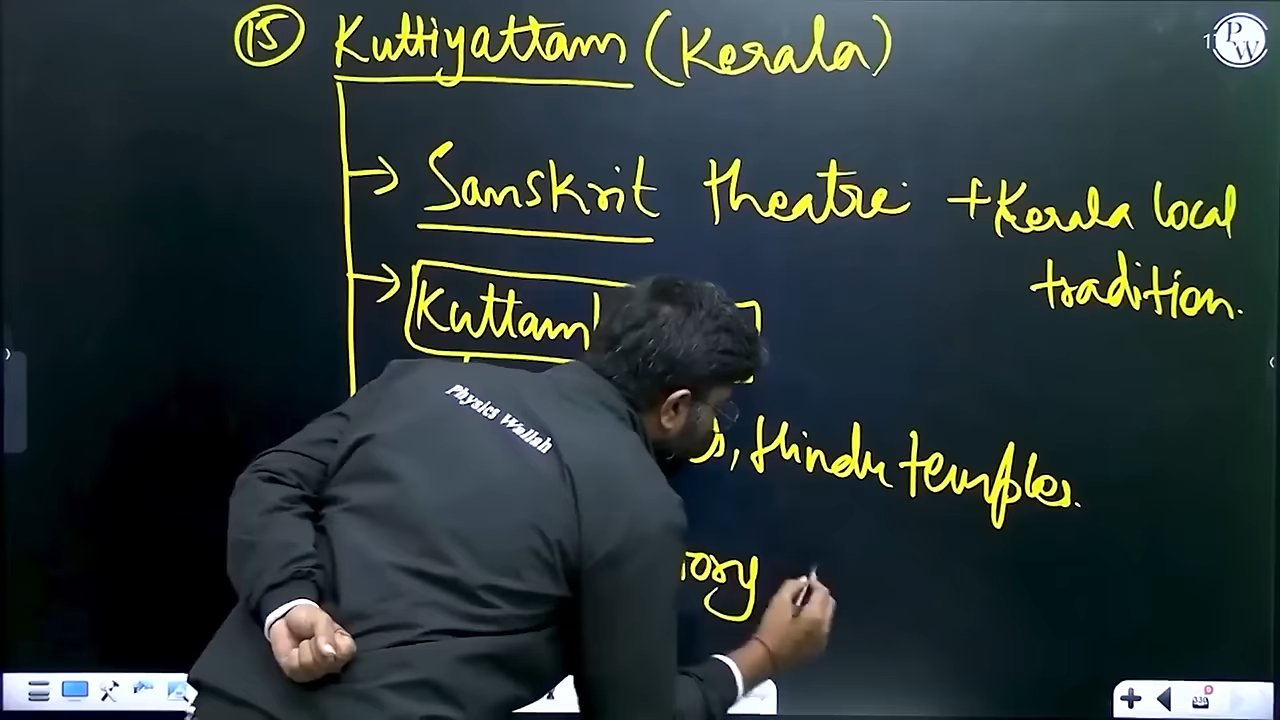 15 Kuttiyattam (Kerala)
PW
Sanskrit theatre + Kerala local
tradition.
Kuttam
Physics Wallah
, Hindu temples.